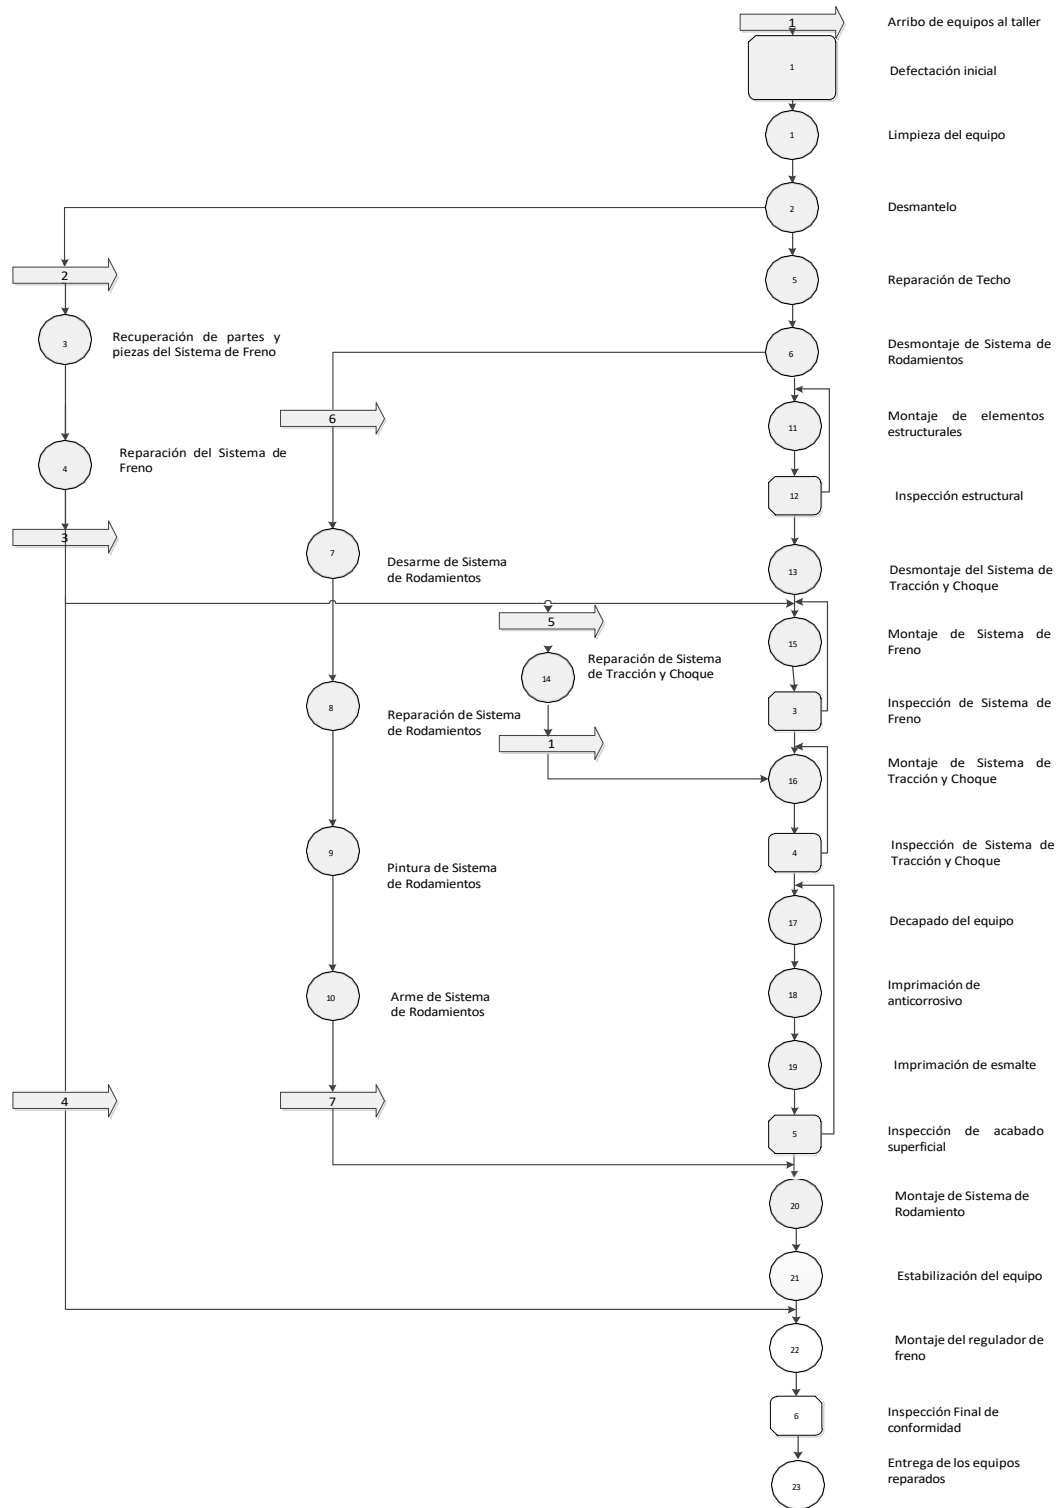 1
Arribo de equipos al taller
1
Defectación inicial
1
Limpieza del equipo
2
Desmantelo
2
5
Reparación de Techo
3
Recuperación de partes y
piezas del Sistema de Freno
6
Desmontaje de Sistema de
Rodamientos
6
11
Montaje de elementos
estructurales
4
Reparación del Sistema de
Freno
12
Inspección estructural
3
7
Desarme de Sistema
de Rodamientos
13
Desmontaje del Sistema de
Tracción y Choque
5
15
Montaje de Sistema de
Freno
14
Reparación de Sistema
de Tracción y Choque
8
Reparación de Sistema
de Rodamientos
3
Inspección de Sistema de
Freno
1
16
Montaje de Sistema de
Tracción y Choque
9
Pintura de Sistema
de Rodamientos
4
Inspección de Sistema de
Tracción y Choque
17
Decapado del equipo
10
Arme de Sistema
de Rodamientos
18
Imprimación de
anticorrosivo
19
Imprimación de esmalte
4
7
5
Inspección de acabado
superficial
20
Montaje de Sistema de
Rodamiento
21
Estabilización del equipo
22
Montaje del regulador de
freno
6
Inspección Final de
conformidad
23
Entrega de los equipos
reparados